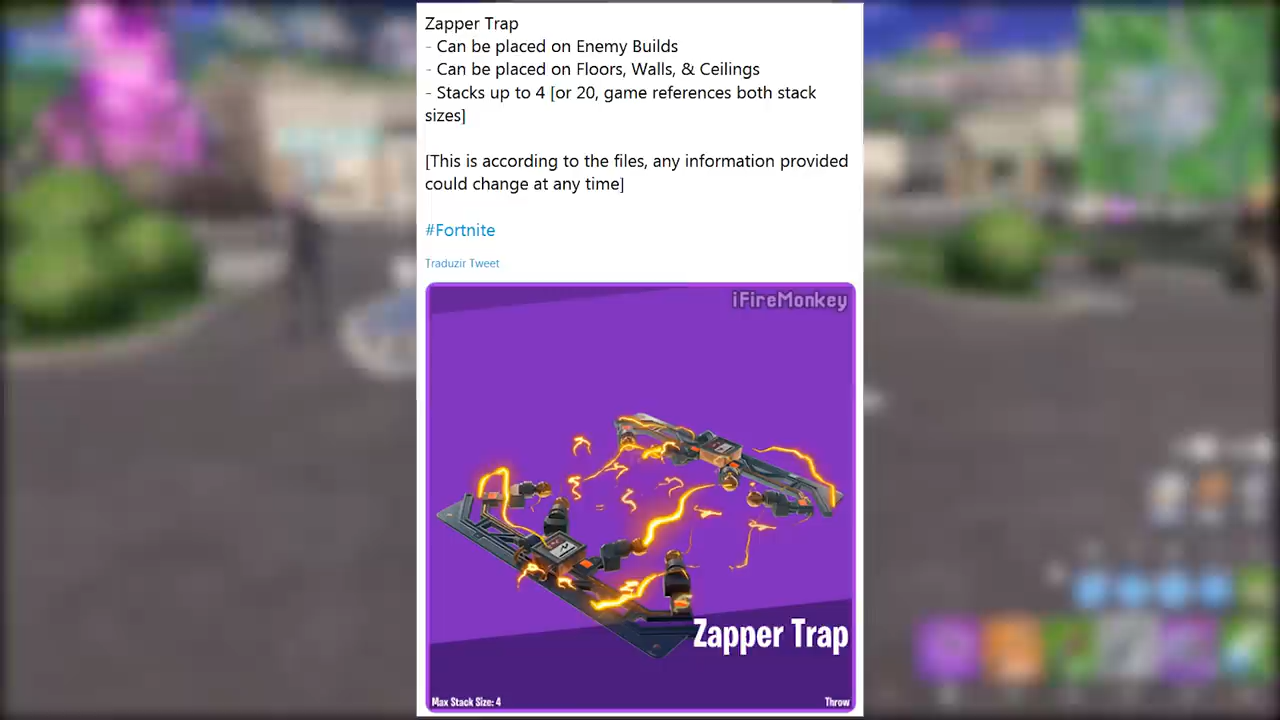 Zapper Trap
- Can be placed on Enemy Builds
- Can be placed on Floors, Walls, & Ceilings
- Stacks up to 4 [or 20, game references both stack
sizes]
[This is according to the files, any information provided
could change at any time]
#Fortnite
Traduzir Tweet
iFireMonkey
Zapper Trap
Max Stack Size: 4
Throw